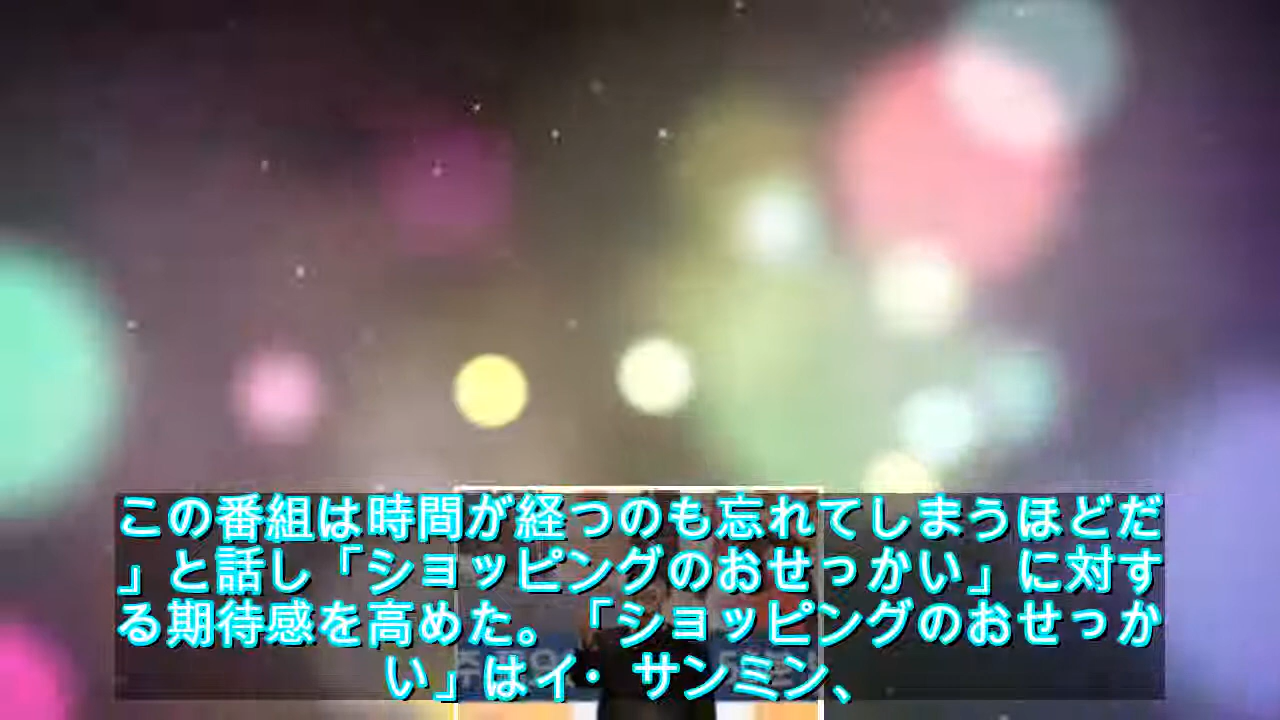 この番組は時間が経つのも忘れてしまうほどだ
」と話し「ショッピングのおせっかい」に対す
る期待感を高めた。「ショッピングのおせっか
い」はイ・サンミン、